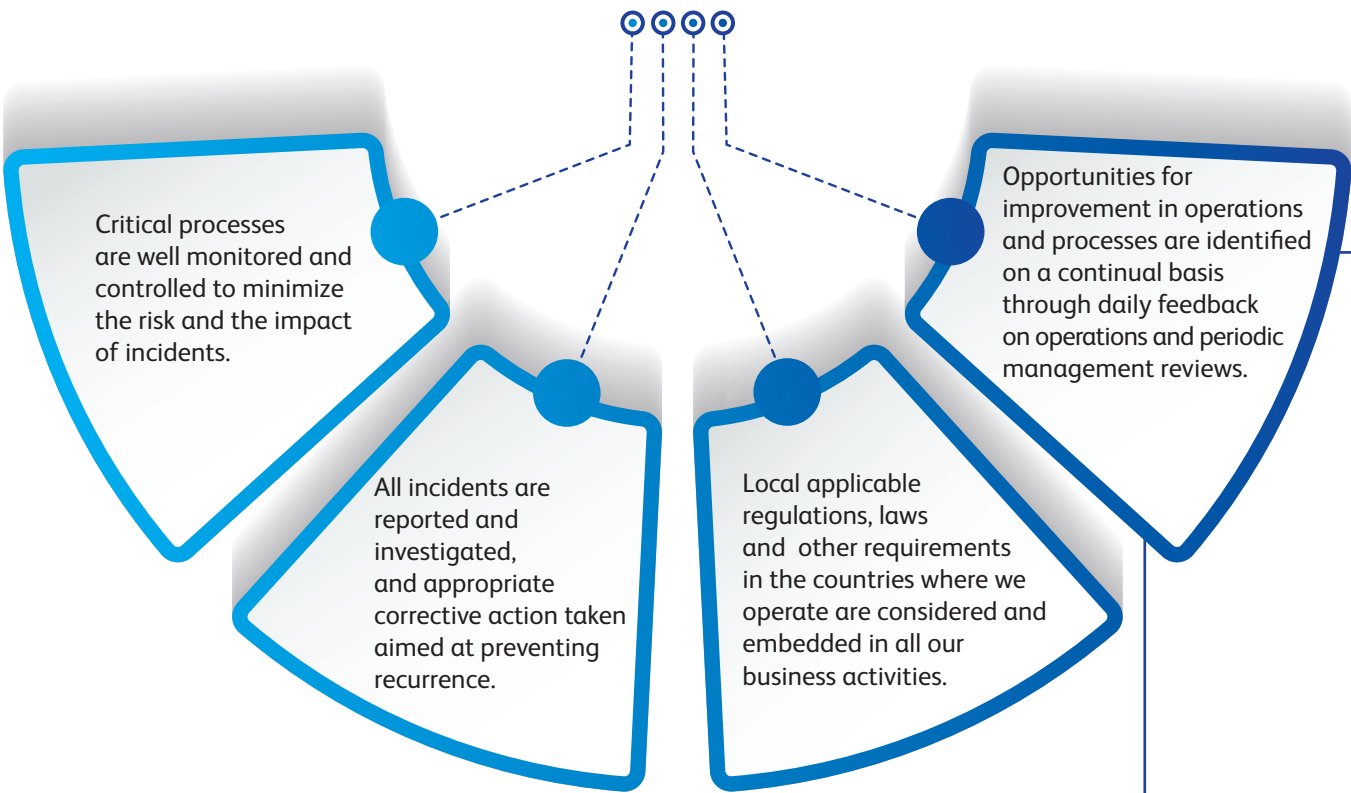 Critical processes
are well monitored and
controlled to minimize
the risk and the impact
of incidents.
All incidents are
reported and
investigated,
and appropriate
corrective action taken
aimed at preventing
recurrence.
Local applicable
regulations, laws
and  other requirements
in the countries where we
operate are considered and
embedded in all our
business activities.
Opportunities for
improvement in operations
and processes are identified
on a continual basis
through daily feedback
on operations and periodic
management reviews.